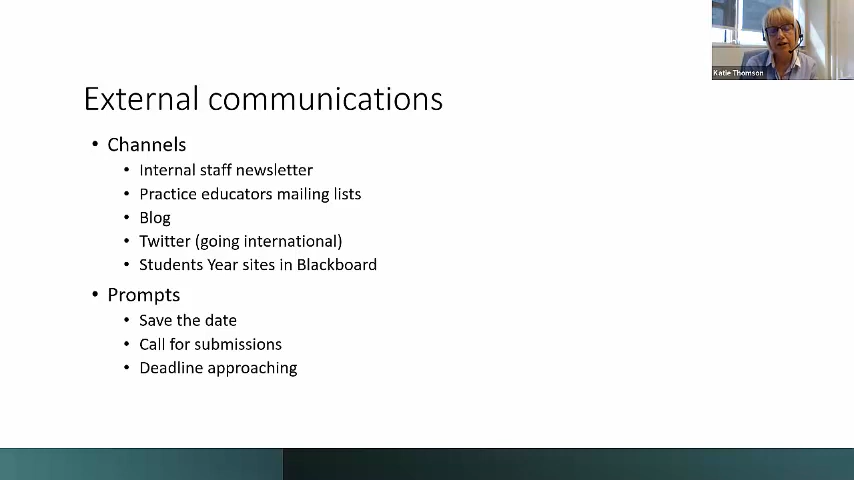 Katie Thomson
External communications
• Channels
• Internal staff newsletter
• Practice educators mailing lists
• Blog
• Twitter (going international)
• Students Year sites in Blackboard
• Prompts
• Save the date
• Call for submissions
• Deadline approaching